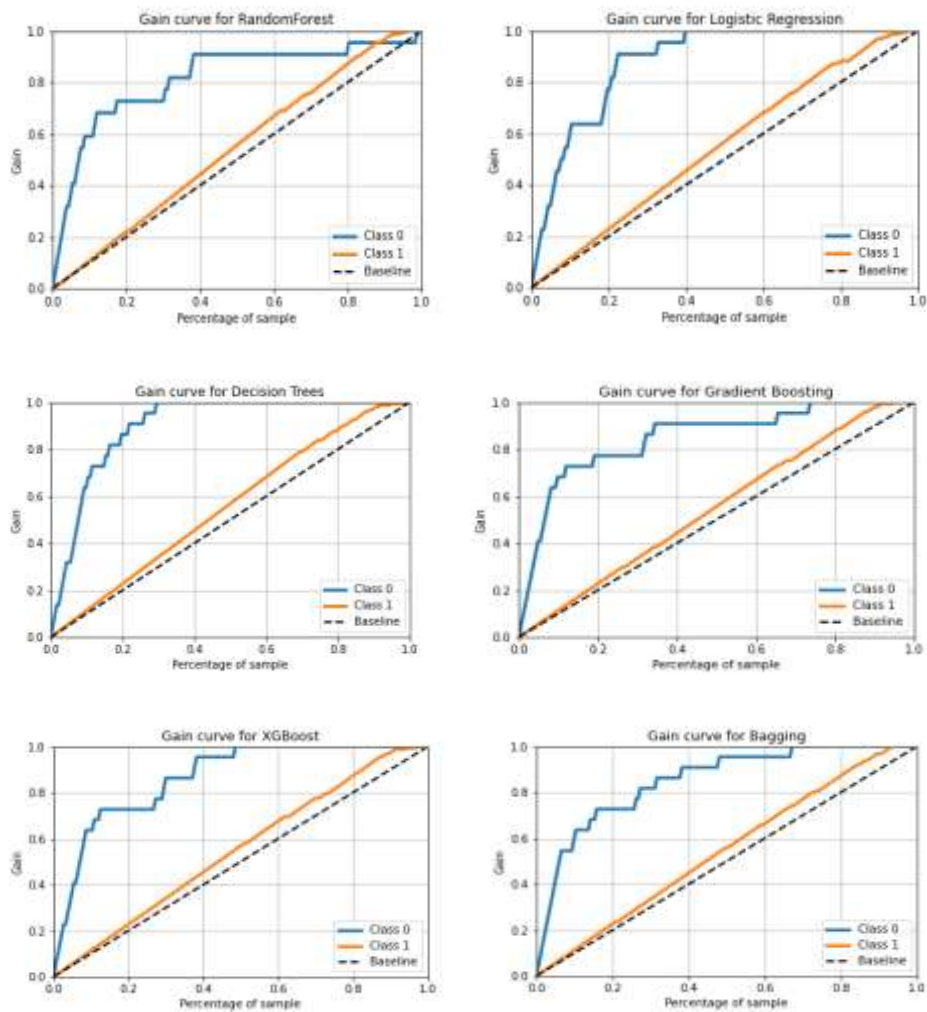 Gain curve for RandomForest
1.0
0.8
0.6
0.4
0.2
0.0
Gain
Class 0
Class 1
Baseline
0.0 0.2 0.4 0.6 0.8 1.0
Percentage of sample
Gain curve for Logistic Regression
1.0
0.8
0.6
0.4
0.2
0.0
Gain
Class 0
Class 1
Baseline
0.0 0.2 0.4 0.6 0.8 1.0
Percentage of sample
Gain curve for Decision Trees
1.0
0.8
0.6
0.4
0.2
0.0
Gain
Class 0
Class 1
Baseline
0.0 0.2 0.4 0.6 0.8 1.0
Percentage of sample
Gain curve for Gradient Boosting
1.0
0.8
0.6
0.4
0.2
0.0
Gain
Class 0
Class 1
Baseline
0.0 0.2 0.4 0.6 0.8 1.0
Percentage of sample
Gain curve for XGBoost
1.0
0.8
0.6
0.4
0.2
0.0
Gain
Class 0
Class 1
Baseline
0.0 0.2 0.4 0.6 0.8 1.0
Percentage of sample
Gain curve for Bagging
1.0
0.8
0.6
0.4
0.2
0.0
Gain
Class 0
Class 1
Baseline
0.0 0.2 0.4 0.6 0.8 1.0
Percentage of sample